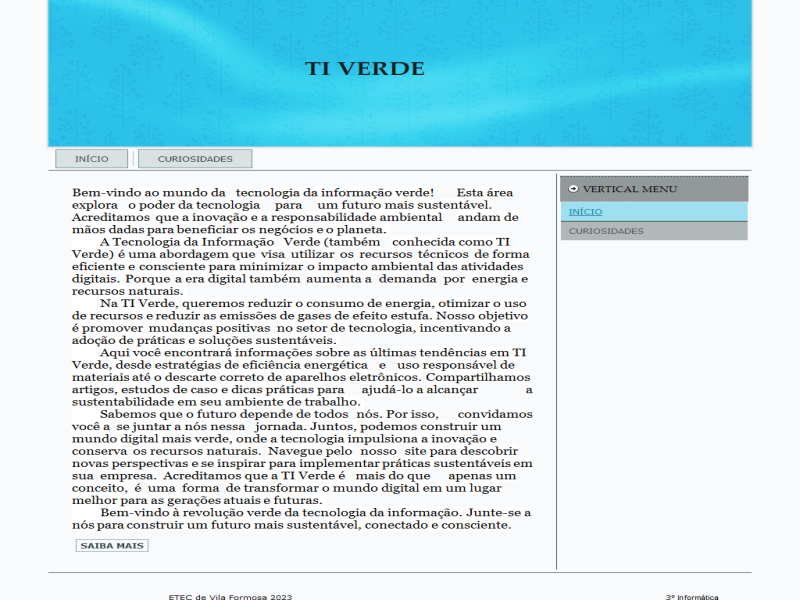 TI VERDE
INÍCIO
CURIOSIDADES
Bem-vindo ao mundo da tecnologia da informação verde! Esta área
explora o poder da tecnologia para um futuro mais sustentável.
Acreditamos que a inovação e a responsabilidade ambiental andam de
mãos dadas para beneficiar os negócios e o planeta.
A Tecnologia da Informação Verde (também conhecida como TI
Verde) é uma abordagem que visa utilizar os recursos técnicos de forma
eficiente e consciente para minimizar o impacto ambiental das atividades
digitais. Porque a era digital também aumenta a demanda por energia e
recursos naturais.
Na TI Verde, queremos reduzir o consumo de energia, otimizar o uso
de recursos e reduzir as emissões de gases de efeito estufa. Nosso objetivo
é promover mudanças positivas no setor de tecnologia, incentivando a
adoção de práticas e soluções sustentáveis.
Aqui você encontrará informações sobre as últimas tendências em TI
Verde, desde estratégias de eficiência energética e uso responsável de
materiais até o descarte correto de aparelhos eletrônicos. Compartilhamos
artigos, estudos de caso e dicas práticas para ajudá-lo a alcançar a
sustentabilidade em seu ambiente de trabalho.
Sabemos que o futuro depende de todos nós. Por isso, convidamos
você a se juntar a nós nessa jornada. Juntos, podemos construir um
mundo digital mais verde, onde a tecnologia impulsiona a inovação e
conserva os recursos naturais. Navegue pelo nosso site para descobrir
novas perspectivas e se inspirar para implementar práticas sustentáveis em
sua empresa. Acreditamos que a TI Verde é mais do que apenas um
conceito, é uma forma de transformar o mundo digital em um lugar
melhor para as gerações atuais e futuras.
Bem-vindo à revolução verde da tecnologia da informação. Junte-se a
nós para construir um futuro mais sustentável, conectado e consciente.
SAIBA MAIS
VERTICAL MENU
INÍCIO
CURIOSIDADES
ETEC de Vila Formosa 2023
3º Informática